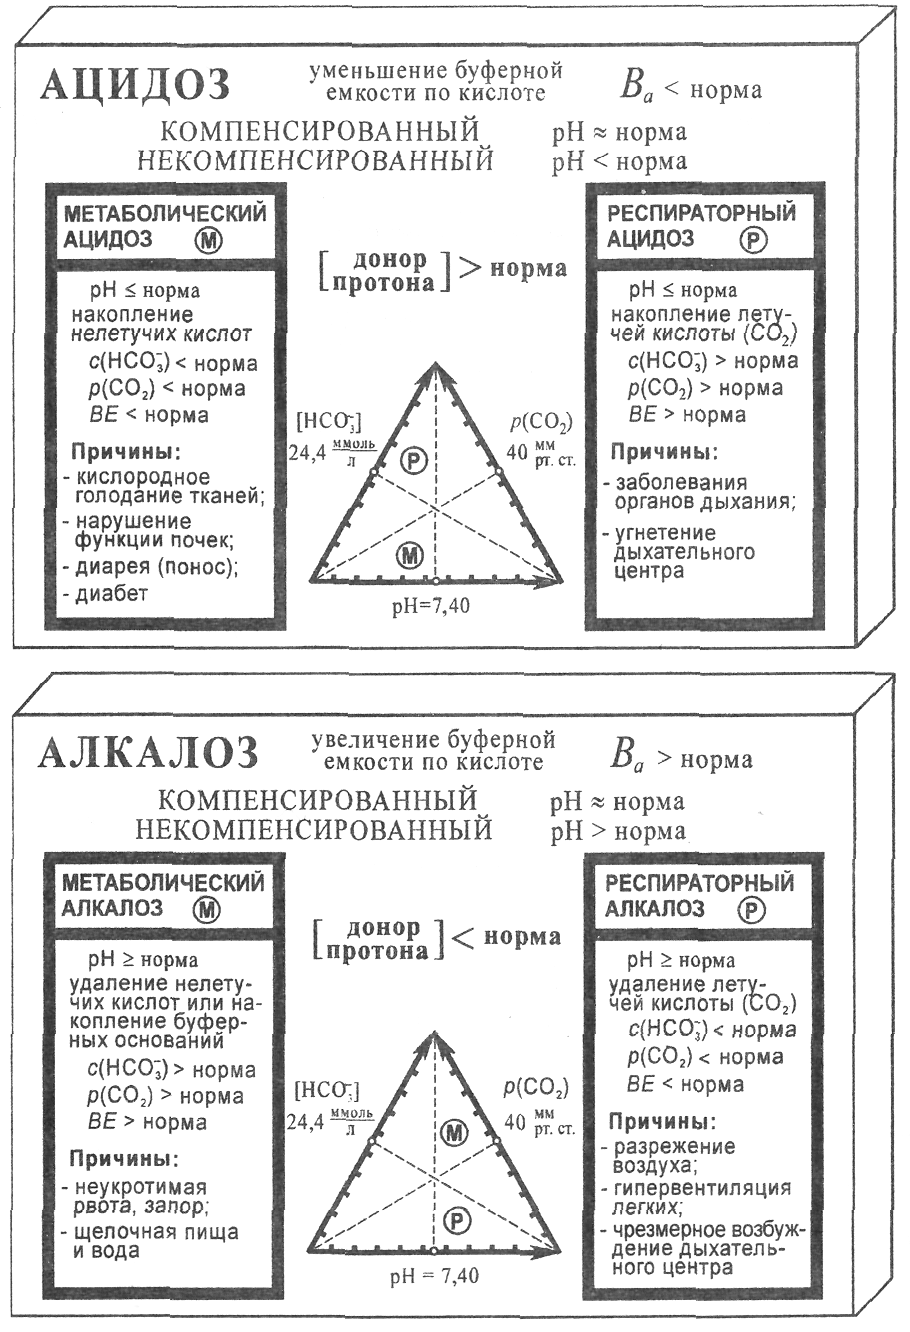 АЦИДОЗ
уменьшение буферной
емкости по кислоте
Bₐ < норма
КОМПЕНСИРОВАННЫЙ pH ≈ норма
НЕКОМПЕНСИРОВАННЫЙ pH < норма
МЕТАБОЛИЧЕСКИЙ
АЦИДОЗ Ⓜ
pH ≤ норма
накопление
нелетучих кислот
c(HCO₃⁻) < норма
p(CO₂) < норма
BE < норма
Причины:
- кислородное
голодание тканей;
- нарушение
функции почек;
- диарея (понос);
- диабет
[донор
протона] > норма
[HCO₃⁻]
24,4 ммоль
л
p(CO₂)
40 мм
рт. ст.
Ⓟ
Ⓜ
pH=7,40
РЕСПИРАТОРНЫЙ
АЦИДОЗ Ⓟ
pH ≤ норма
накопление лету-
чей кислоты (CO₂)
c(HCO₃⁻) > норма
p(CO₂) > норма
BE > норма
Причины:
- заболевания
органов дыхания;
- угнетение
дыхательного
центра
АЛКАЛОЗ
увеличение буферной
емкости по кислоте
Bₐ > норма
КОМПЕНСИРОВАННЫЙ pH ≈ норма
НЕКОМПЕНСИРОВАННЫЙ pH > норма
МЕТАБОЛИЧЕСКИЙ
АЛКАЛОЗ Ⓜ
pH ≥ норма
удаление нелету-
чих кислот или на-
копление буфер-
ных оснований
c(HCO₃⁻) > норма
p(CO₂) > норма
BE > норма
Причины:
- неукротимая
рвота, запор;
- щелочная пища
и вода
[донор
протона] < норма
[HCO₃⁻]
24,4 ммоль
л
p(CO₂)
40 мм
рт. ст.
Ⓜ
Ⓟ
pH = 7,40
РЕСПИРАТОРНЫЙ
АЛКАЛОЗ Ⓟ
pH ≥ норма
удаление лету-
чей кислоты (CO₂)
c(HCO₃⁻) < норма
p(CO₂) < норма
BE < норма
Причины:
- разрежение
воздуха;
- гипервентиляция
легких;
- чрезмерное возбуж-
дение дыхатель-
ного центра